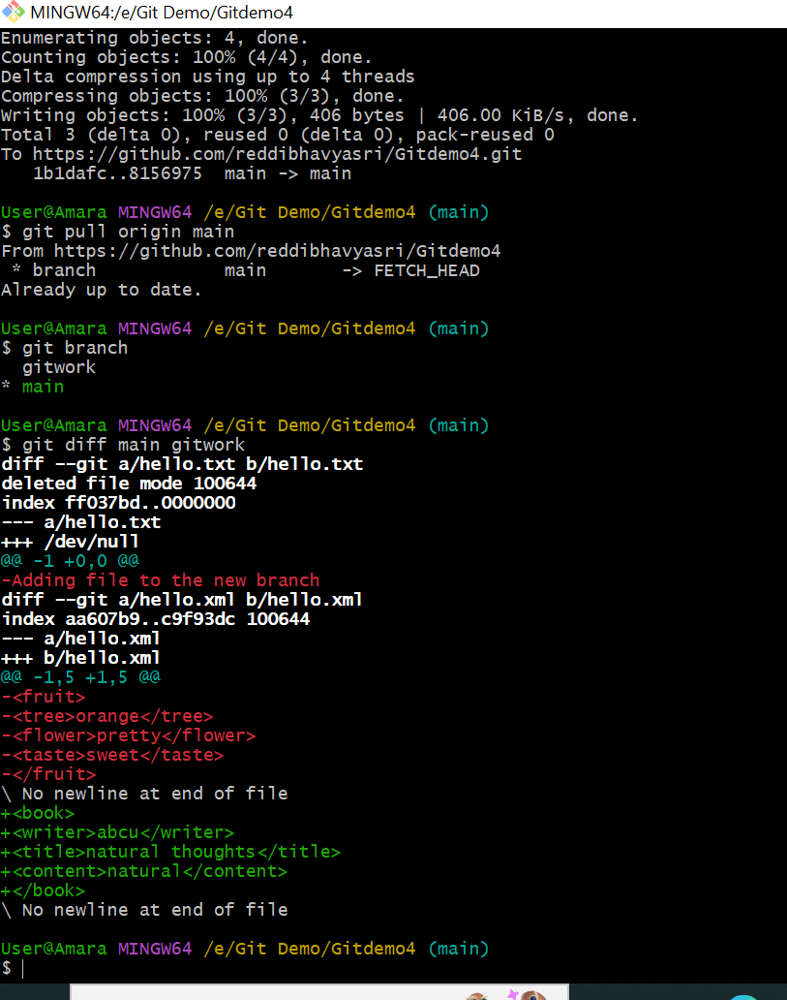 MINGW64:/e/Git Demo/Gitdemo4
Enumerating objects: 4, done.
Counting objects: 100% (4/4), done.
Delta compression using up to 4 threads
Compressing objects: 100% (3/3), done.
Writing objects: 100% (3/3), 406 bytes | 406.00 KiB/s, done.
Total 3 (delta 0), reused 0 (delta 0), pack-reused 0
To https://github.com/reddibhavyasri/Gitdemo4.git
   1b1dafc..8156975  main -> main

User@Amara MINGW64 /e/Git Demo/Gitdemo4 (main)
$ git pull origin main
From https://github.com/reddibhavyasri/Gitdemo4
 * branch            main       -> FETCH_HEAD
Already up to date.

User@Amara MINGW64 /e/Git Demo/Gitdemo4 (main)
$ git branch
  gitwork
* main

User@Amara MINGW64 /e/Git Demo/Gitdemo4 (main)
$ git diff main gitwork
diff --git a/hello.txt b/hello.txt
deleted file mode 100644
index ff037bd..0000000
--- a/hello.txt
+++ /dev/null
@@ -1 +0,0 @@
-Adding file to the new branch
diff --git a/hello.xml b/hello.xml
index aa607b9..c9f93dc 100644
--- a/hello.xml
+++ b/hello.xml
@@ -1,5 +1,5 @@
-<fruit>
-<tree>orange</tree>
-<flower>pretty</flower>
-<taste>sweet</taste>
-</fruit>
\ No newline at end of file
+<book>
+<writer>abcu</writer>
+<title>natural thoughts</title>
+<content>natural</content>
+</book>
\ No newline at end of file

User@Amara MINGW64 /e/Git Demo/Gitdemo4 (main)
$